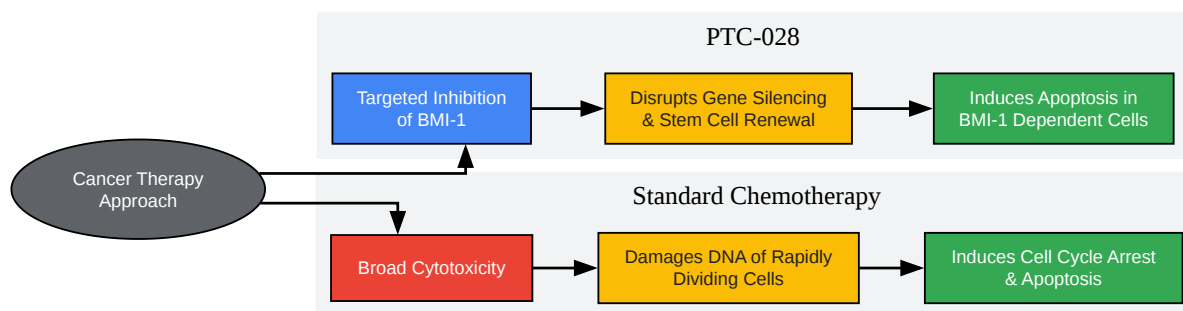 PTC-028
Targeted Inhibition
of BMI-1
Disrupts Gene Silencing
& Stem Cell Renewal
Induces Apoptosis in
BMI-1 Dependent Cells
Cancer Therapy
Approach
Standard Chemotherapy
Broad Cytotoxicity
Damages DNA of Rapidly
Dividing Cells
Induces Cell Cycle Arrest
& Apoptosis